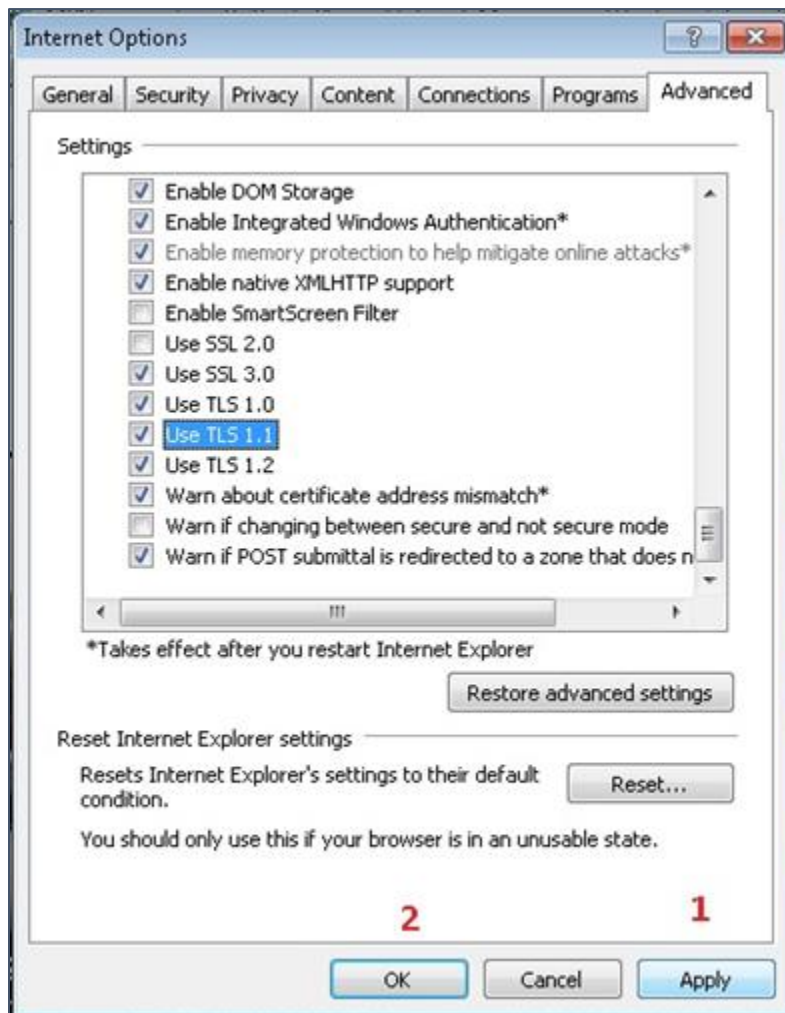 Internet Options
General Security Privacy Content Connections Programs Advanced
Settings
Enable DOM Storage
Enable Integrated Windows Authentication*
Enable memory protection to help mitigate online attacks*
Enable native XMLHTTP support
Enable SmartScreen Filter
Use SSL 2.0
Use SSL 3.0
Use TLS 1.0
Use TLS 1.1
Use TLS 1.2
Warn about certificate address mismatch*
Warn if changing between secure and not secure mode
Warn if POST submittal is redirected to a zone that does n
*Takes effect after you restart Internet Explorer
Restore advanced settings
Reset Internet Explorer settings
Resets Internet Explorer's settings to their default
condition.
Reset...
You should only use this if your browser is in an unusable state.
2 1
OK Cancel Apply